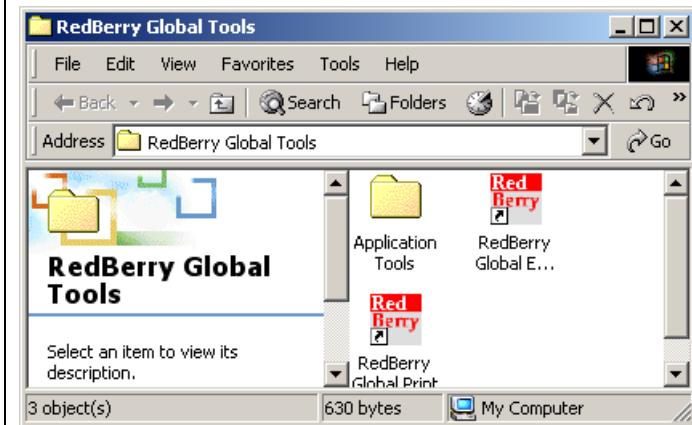 RedBerry Global Tools
File Edit View Favorites Tools Help
Back Search Folders »
Address RedBerry Global Tools Go
RedBerry Global
Tools
Select an item to view its
description.
Application
Tools
Red
Berry
RedBerry
Global E...
Red
Berry
RedBerry
Global Print
3 object(s) 630 bytes My Computer